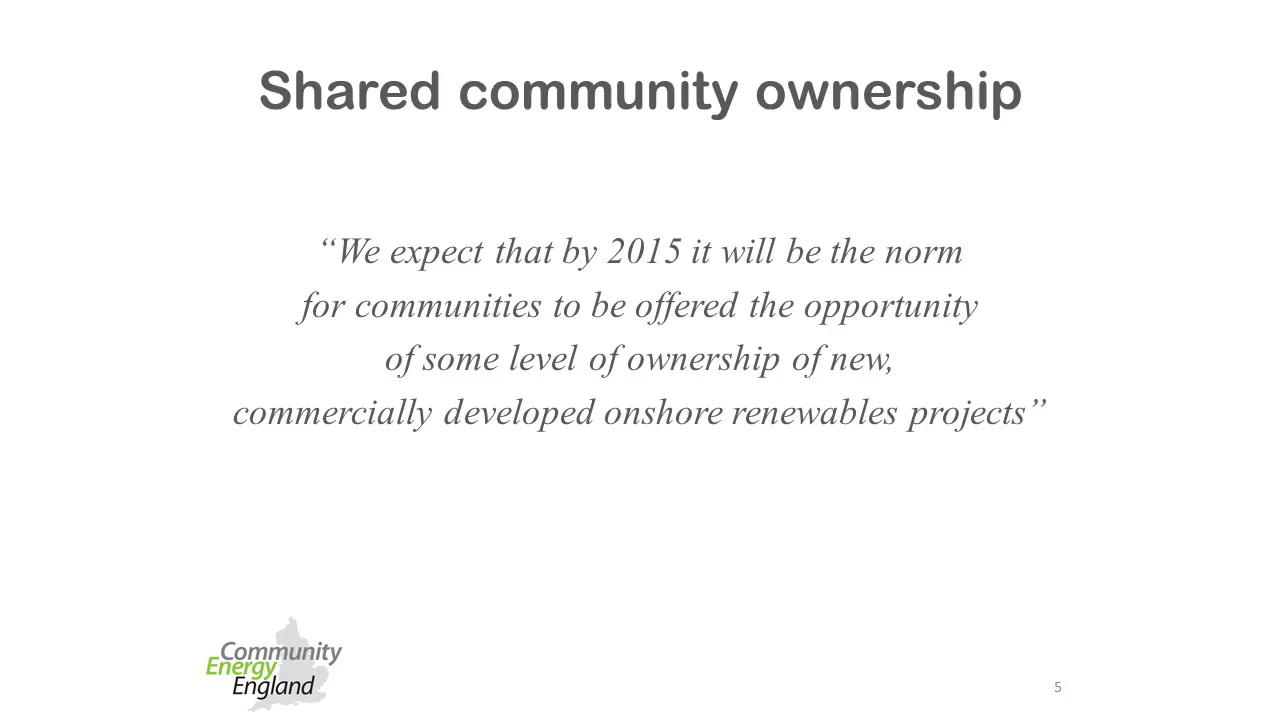 Shared community ownership
“We expect that by 2015 it will be the norm
for communities to be offered the opportunity
of some level of ownership of new,
commercially developed onshore renewables projects”
Community
Energy
England
5